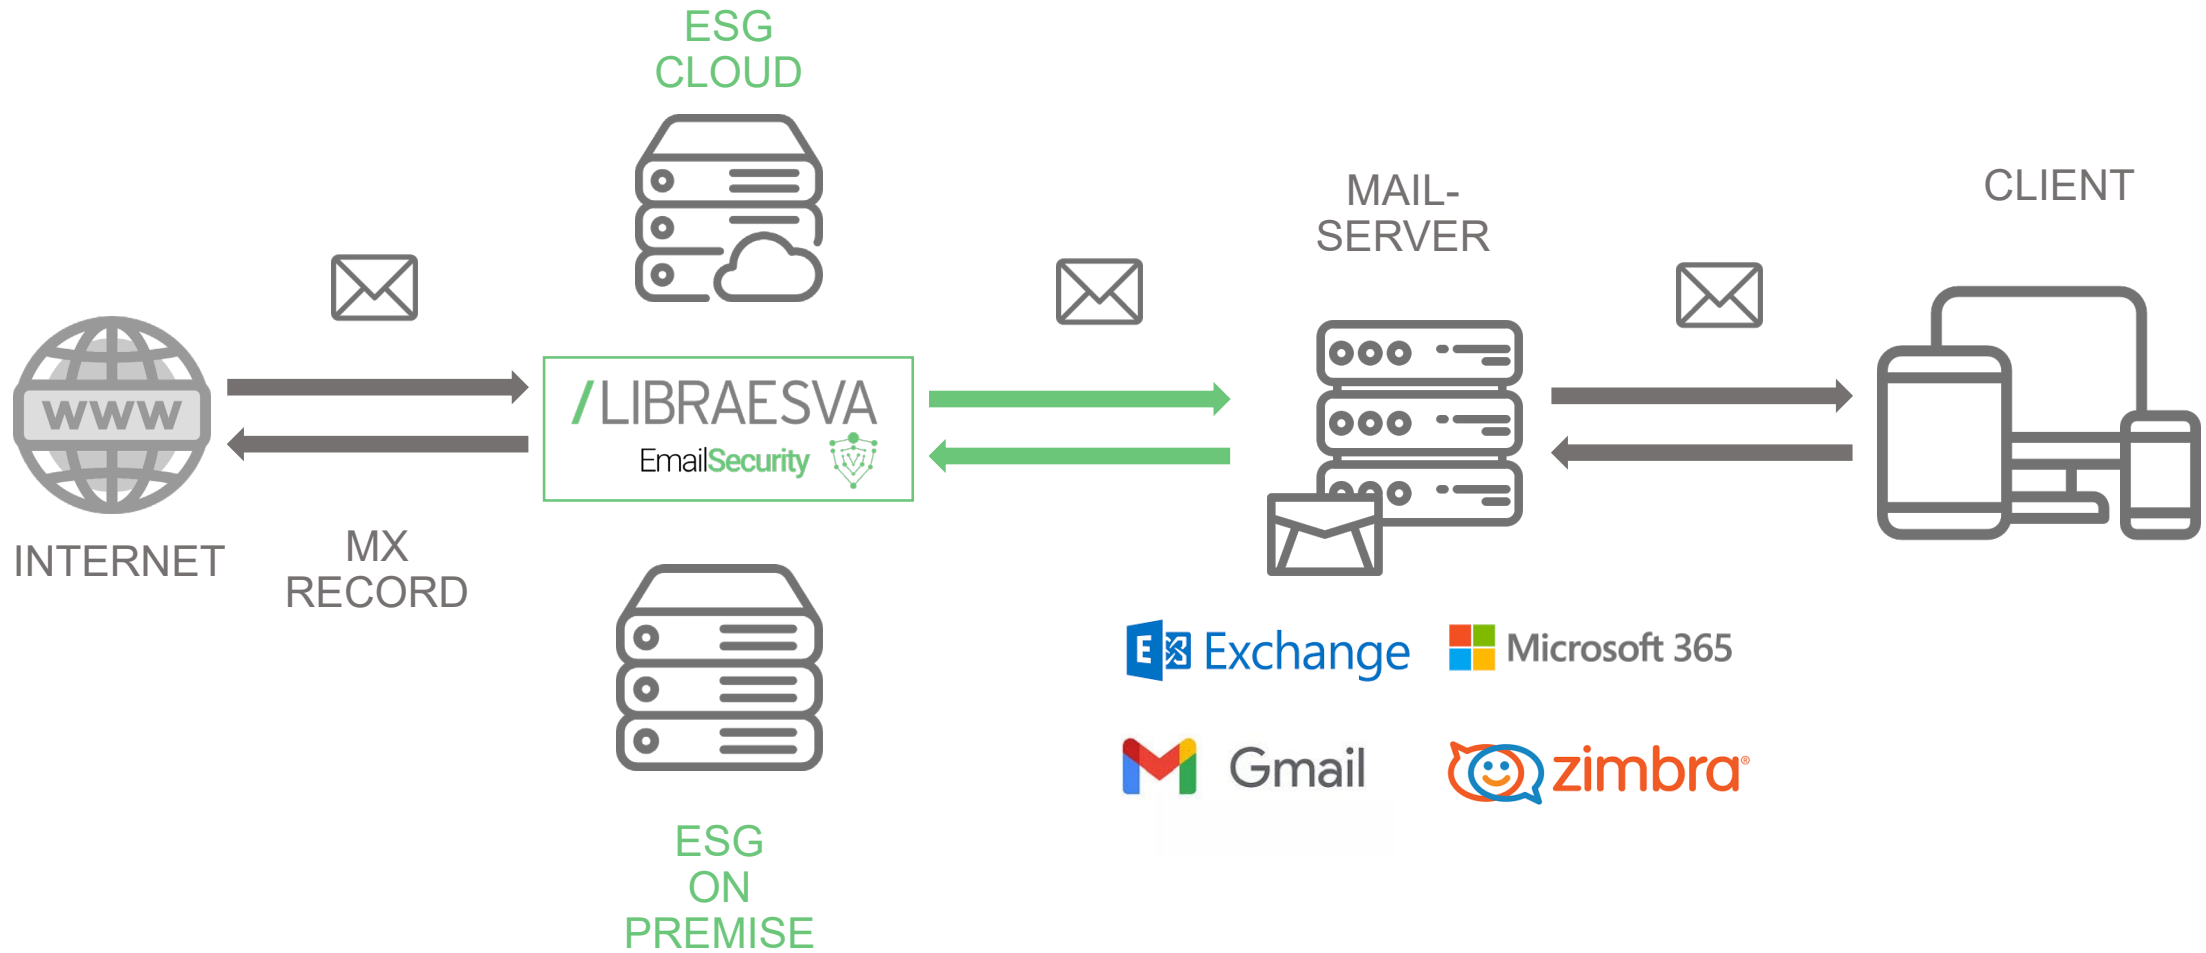 ESG
CLOUD
MAIL-
SERVER
CLIENT
www
/LIBRAESVA
EmailSecurity
INTERNET
MX
RECORD
E
Exchange
Microsoft 365
Gmail
zimbra®
ESG
ON
PREMISE